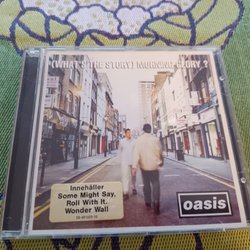 (WHAT'S THE STORY) MORNING GLORY ?
Innehåller
Some Might Say,
Roll With It,
Wonder Wall
oasis